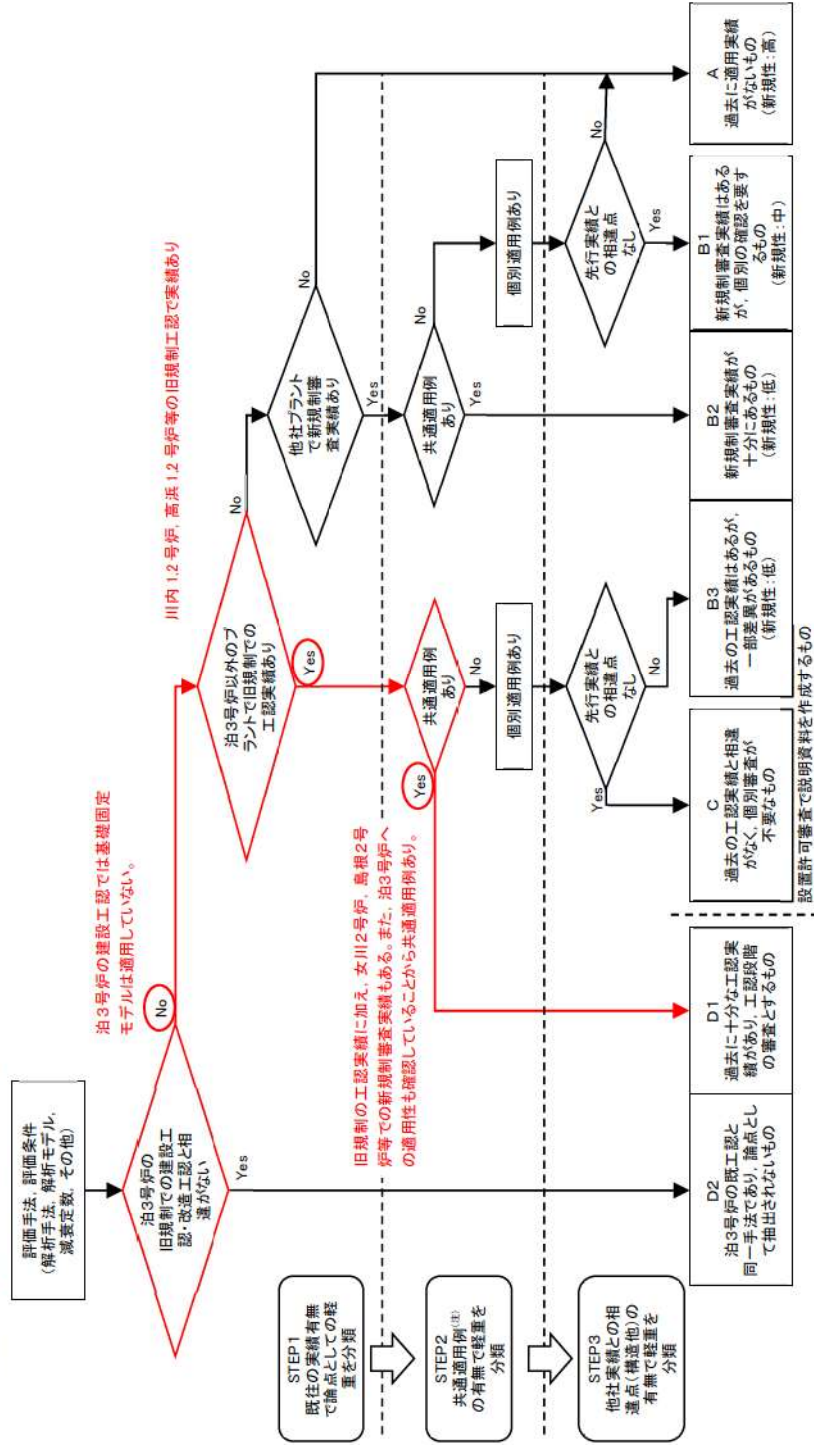 評価手法，評価条件
（解析手法，解析モデル，
減衰定数，その他）
泊3号炉の
旧規制での建設工
認・改造工認と相
違がない
No
Yes
泊3号炉の建設工認では基礎固定
モデルは適用していない。
泊3号炉以外のプ
ラントで旧規制での
工認実績あり
Yes
No
川内1,2号炉，高浜1,2号炉等の旧規制工認で実績あり
他社プラント
で新規制審
査実績あり
Yes
No
STEP1
既往の実績有無
で論点としての軽
重を分類
STEP2
共通適用例(注)
の有無で軽重を
分類
STEP3
他社実績との相
違点（構造他）の
有無で軽重を
分類
旧規制の工認実績に加え，女川2号炉，島根2号
炉等での新規制審査実績もある。また，泊3号炉へ
の適用性も確認していることから共通適用例あり。
共通適用例
あり
Yes
No
個別適用例あり
先行実績と
の相違点
なし
Yes
No
共通適用例
あり
Yes
No
個別適用例あり
先行実績と
の相違点
なし
No
Yes
D2
泊3号炉の既工認と
同一手法であり，論点とし
て抽出されないもの
D1
過去に十分な工認実
績があり，工認段階
の審査とするもの
C
過去の工認実績と相違
がなく，個別審査が
不要なもの
B3
過去の工認実績はあるが，
一部差異があるもの
（新規性：低）
B2
新規制審査実績が
十分にあるもの
（新規性：低）
B1
新規制審査実績はある
が，個別の確認を要す
るもの
（新規性：中）
A
過去に適用実績
がないもの
（新規性：高）
設置許可審査で説明資料を作成するもの